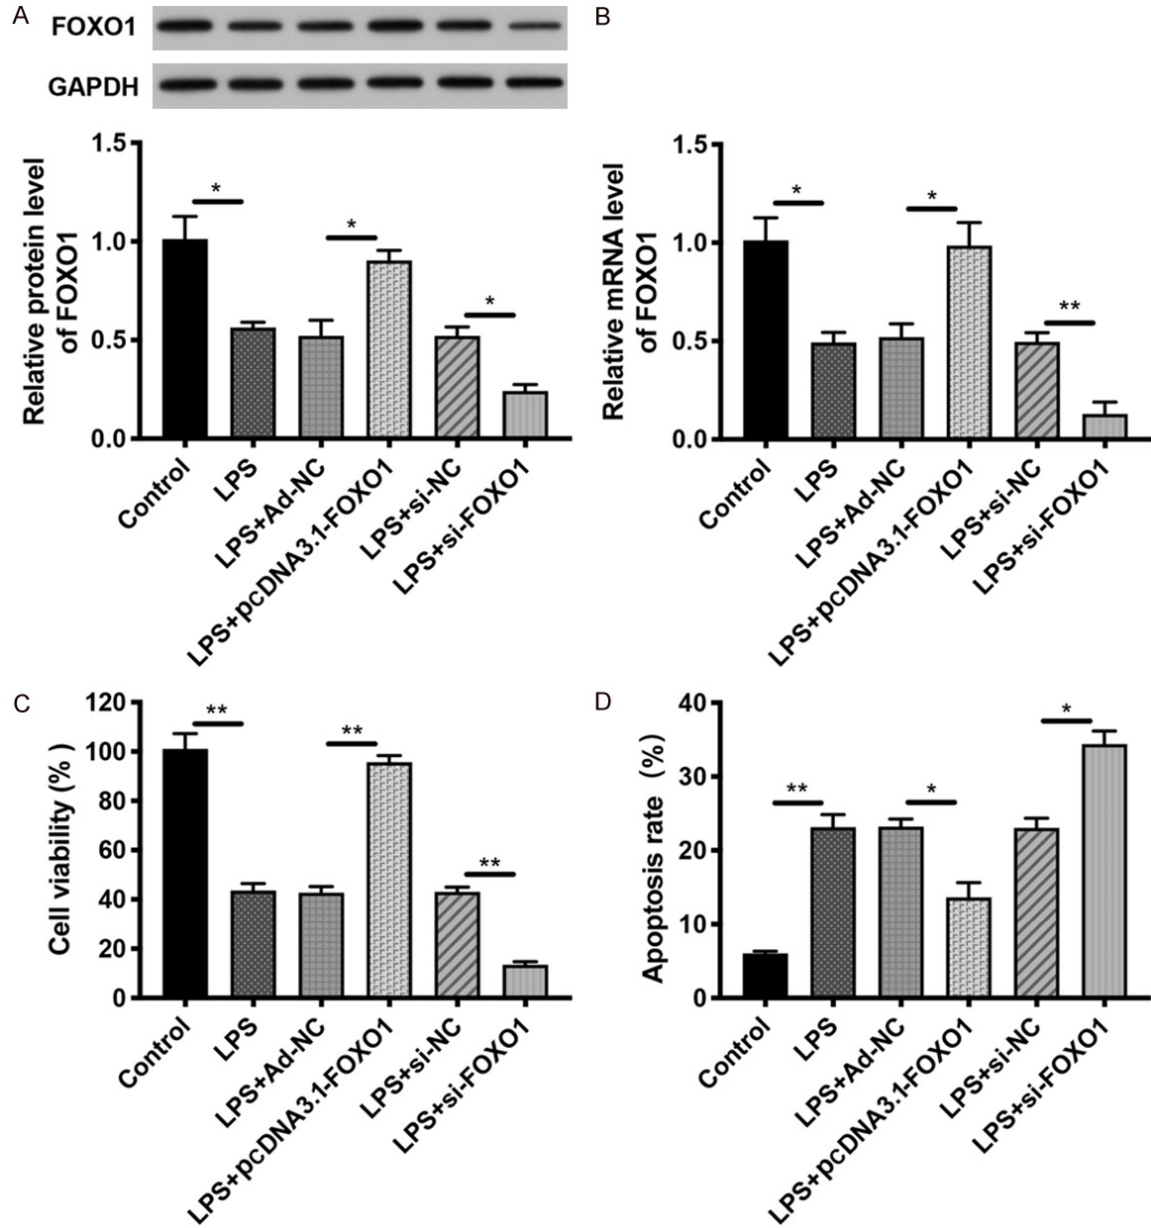 A
FOXO1
GAPDH
Relative protein level
of FOXO1
1.5
1.0
0.5
0.0
*
*
*
Control
LPS
LPS+Ad-NC
LPS+pcDNA3.1-FOXO1
LPS+si-NC
LPS+si-FOXO1
B
Relative mRNA level
of FOXO1
1.5
1.0
0.5
0.0
*
*
**
Control
LPS
LPS+Ad-NC
LPS+pcDNA3.1-FOXO1
LPS+si-NC
LPS+si-FOXO1
C
Cell viability (% )
120
100
80
60
40
20
0
**
**
**
Control
LPS
LPS+Ad-NC
LPS+pcDNA3.1-FOXO1
LPS+si-NC
LPS+si-FOXO1
D
Apoptosis rate (%)
40
30
20
10
0
**
*
*
Control
LPS
LPS+Ad-NC
LPS+pcDNA3.1-FOXO1
LPS+si-NC
LPS+si-FOXO1